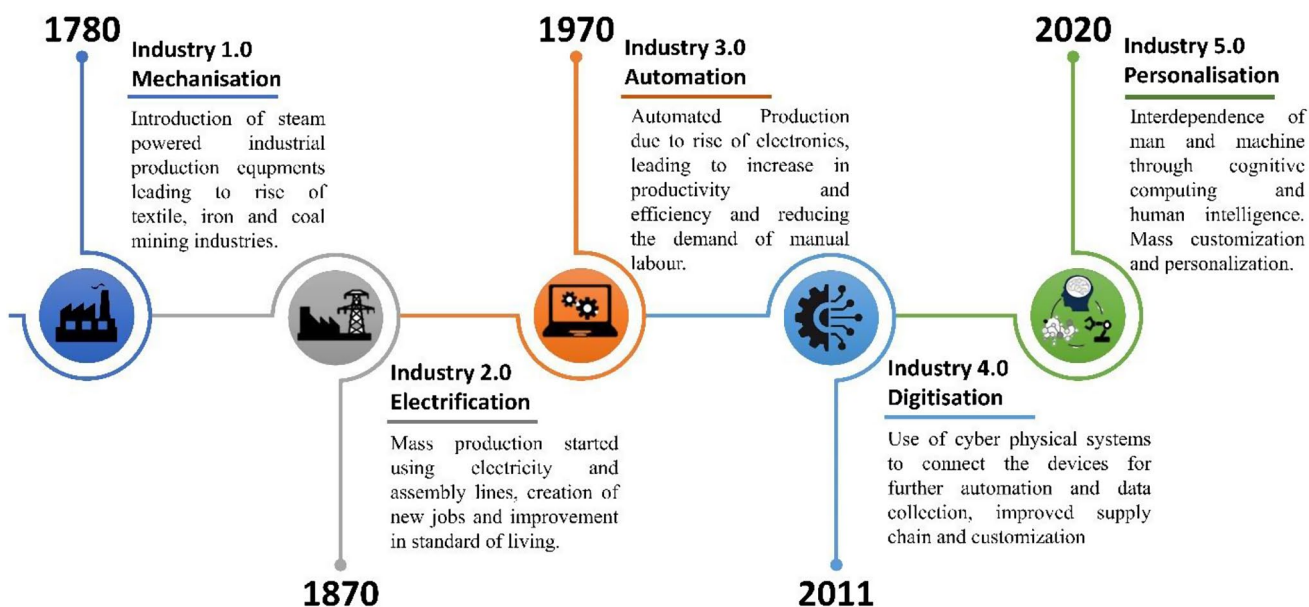 1780
Industry 1.0
Mechanisation
Introduction of steam
powered industrial
production equpments
leading to rise of
textile, iron and coal
mining industries.
1870
Industry 2.0
Electrification
Mass production started
using electricity and
assembly lines, creation of
new jobs and improvement
in standard of living.
1970
Industry 3.0
Automation
Automated Production
due to rise of electronics,
leading to increase in
productivity and
efficiency and reducing
the demand of manual
labour.
2011
Industry 4.0
Digitisation
Use of cyber physical systems
to connect the devices for
further automation and data
collection, improved supply
chain and customization
2020
Industry 5.0
Personalisation
Interdependence of
man and machine
through cognitive
computing and
human intelligence.
Mass customization
and personalization.